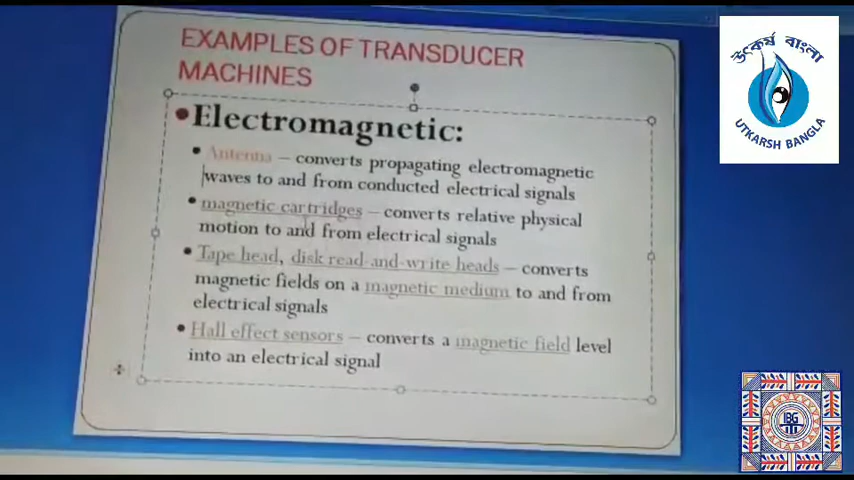 EXAMPLES OF TRANSDUCER
MACHINES
Electromagnetic:
Antenna – converts propagating electromagnetic
waves to and from conducted electrical signals
magnetic cartridges – converts relative physical
motion to and from electrical signals
Tape head, disk read-and-write heads – converts
magnetic fields on a magnetic medium to and from
electrical signals
Hall effect sensors – converts a magnetic field level
into an electrical signal
উৎকর্ষ বাংলা
UTKARSH BANGLA